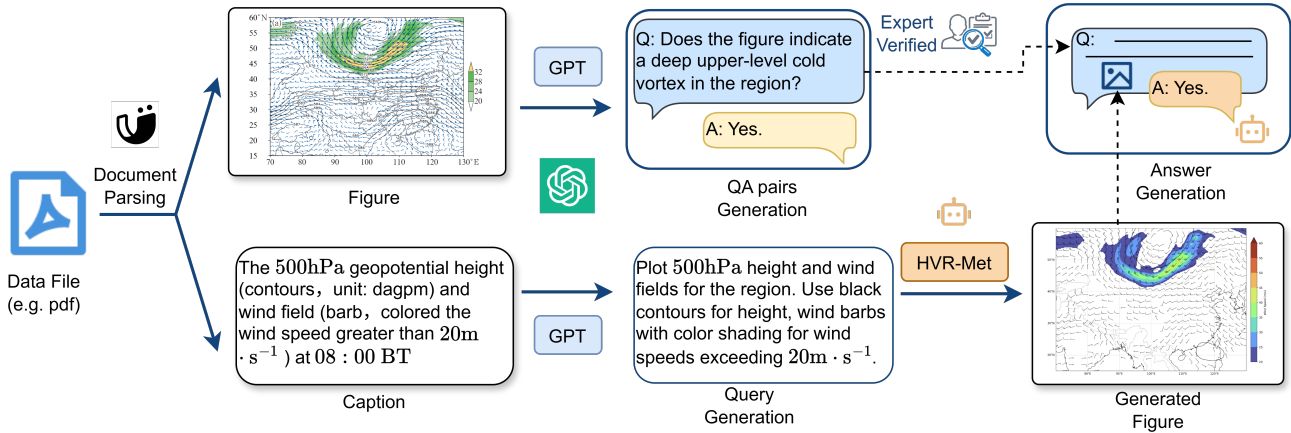 Data File
(e.g. pdf)
Document
Parsing
60°N
55
50
45
40
35
30
25
20
15
70
80
90
100
110
120
130°E
(a)
32
28
24
20
Figure
The 500hPa geopotential height
(contours, unit: dagpm) and
wind field (barb, colored the
wind speed greater than 20m
· s⁻¹ ) at 08 : 00 BT
Caption
GPT
GPT
Q: Does the figure indicate
a deep upper-level cold
vortex in the region?
A: Yes.
QA pairs
Generation
Plot 500hPa height and wind
fields for the region. Use black
contours for height, wind barbs
with color shading for wind
speeds exceeding 20m · s⁻¹.
Query
Generation
Expert
Verified
HVR-Met
Q:
A: Yes.
Answer
Generation
Generated
Figure